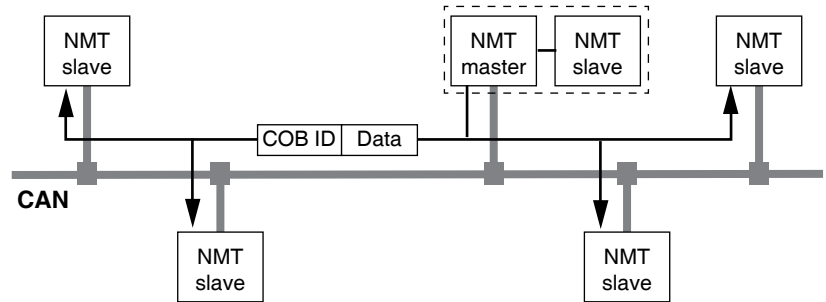 NMT
slave
NMT
master
NMT
slave
NMT
slave
COB ID
Data
CAN
NMT
slave
NMT
slave